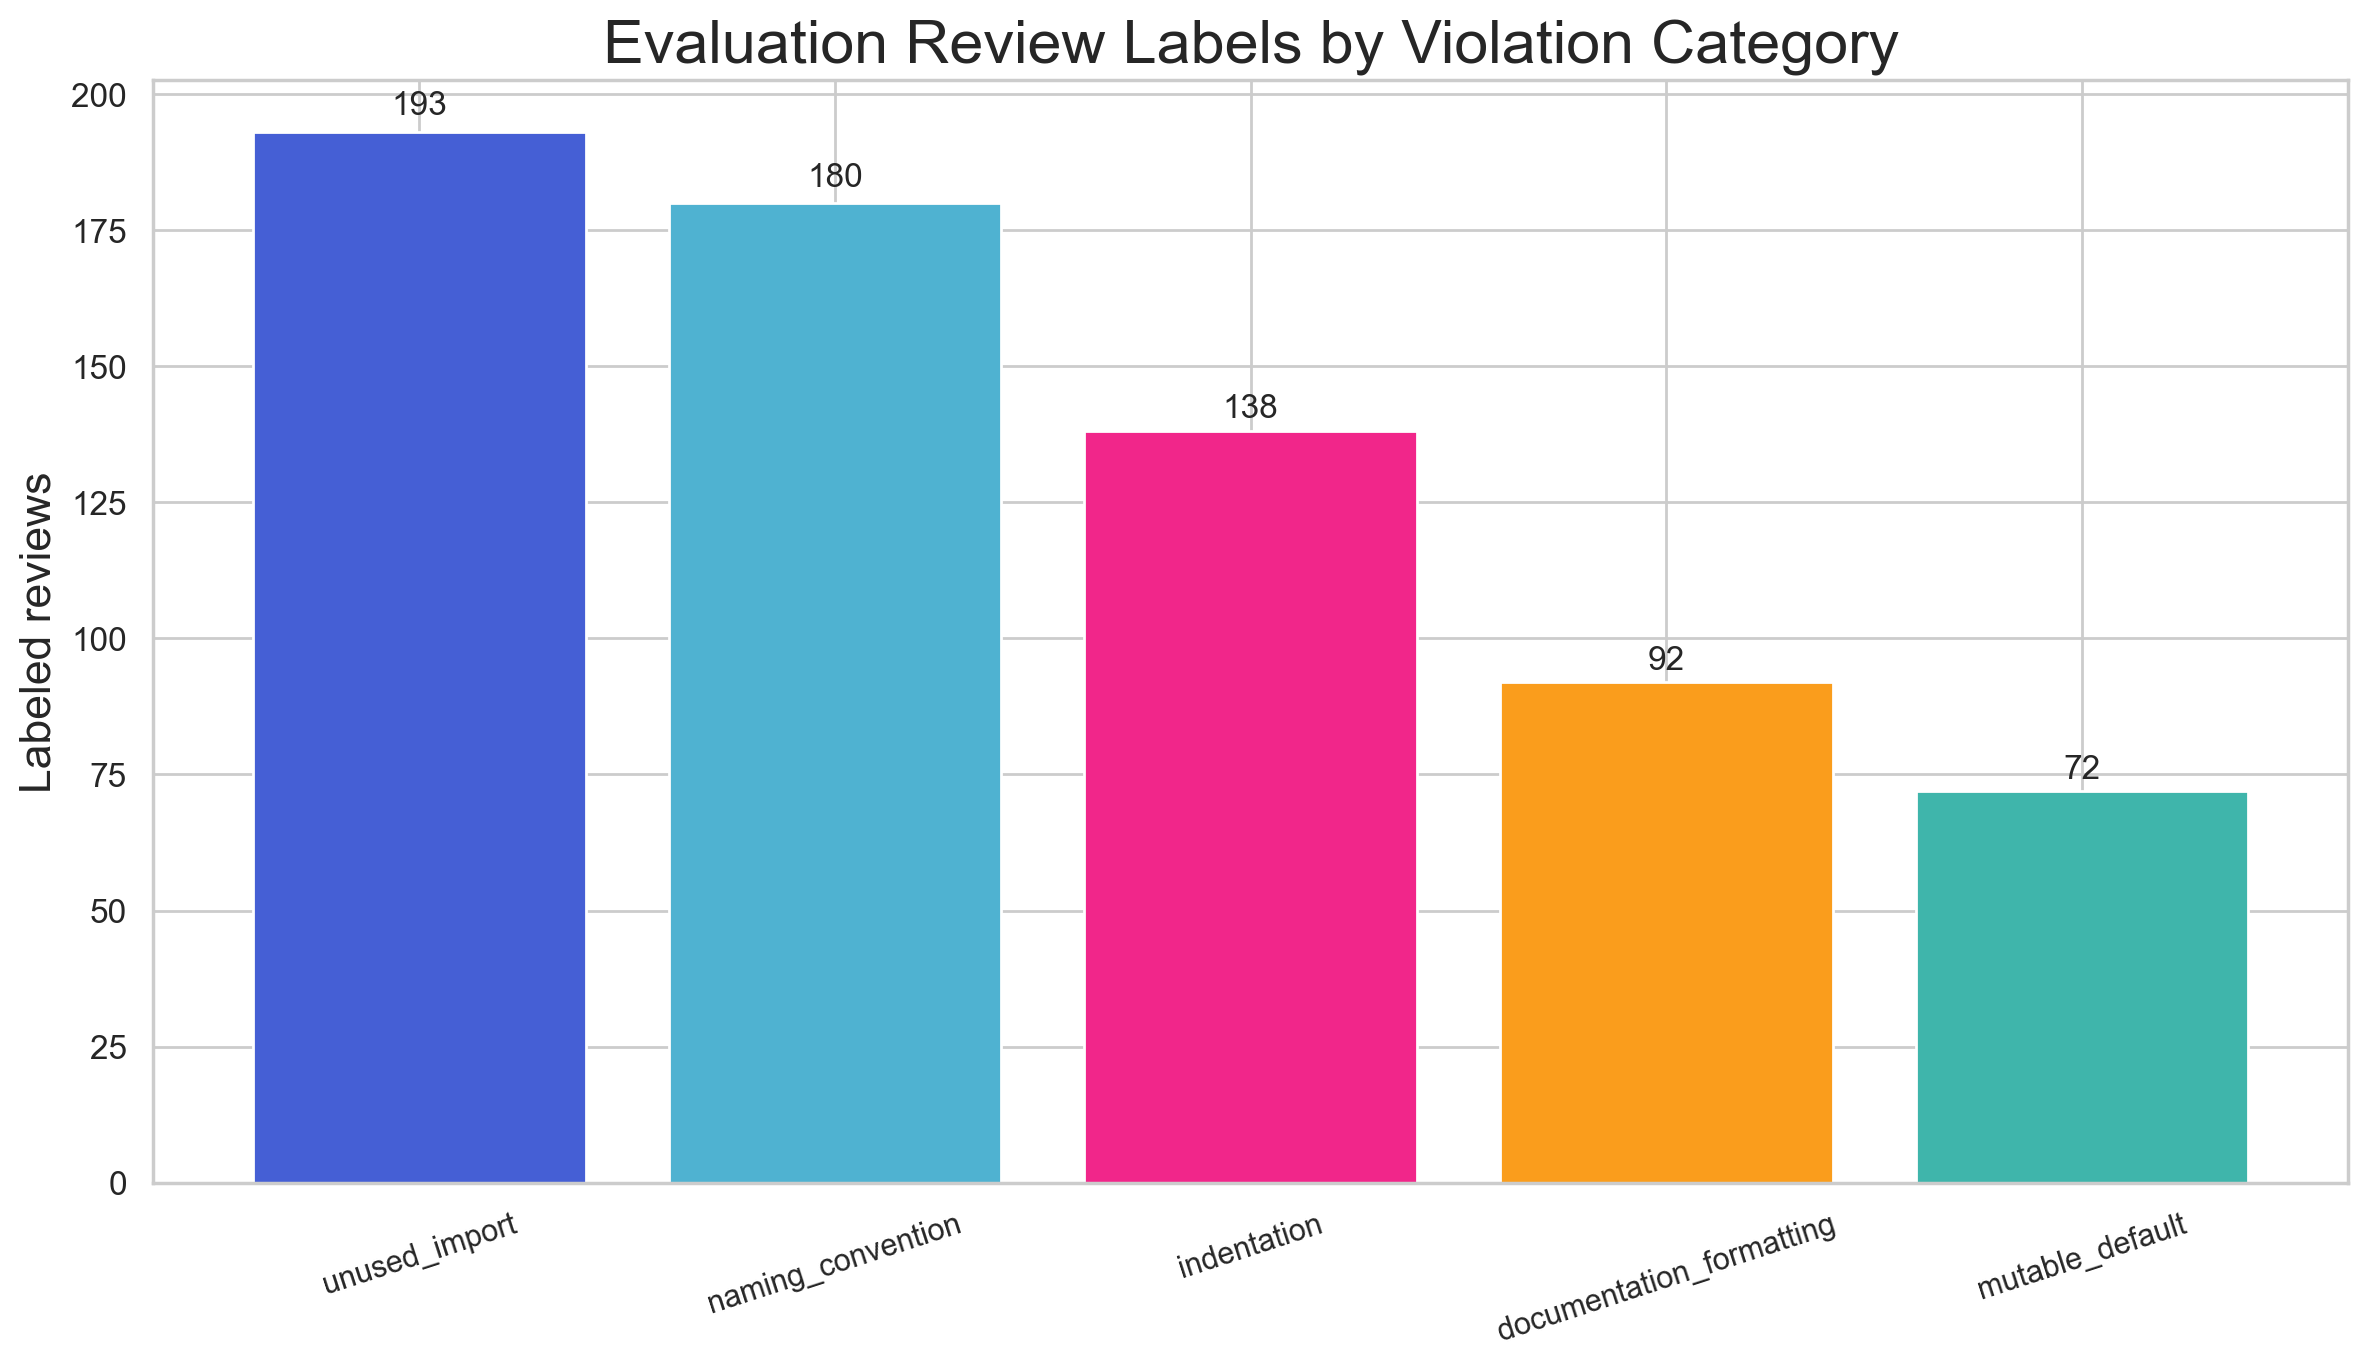 Evaluation Review Labels by Violation Category
Labeled reviews
200
175
150
125
100
75
50
25
0
193
180
138
92
72
unused_import
naming_convention
indentation
documentation_formatting
mutable_default